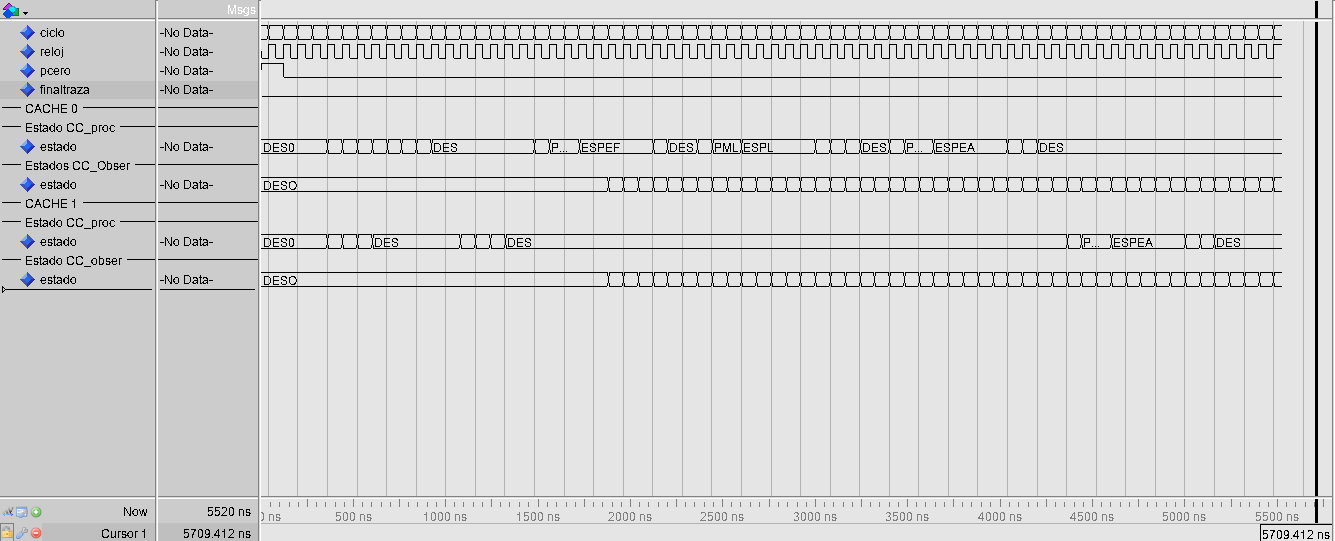 Msgs
ciclo -No Data-
reloj -No Data-
pcero -No Data-
finaltraza -No Data-
CACHE 0
Estado CC_proc
estado -No Data- DES0 DES P... ESPEF DES PML ESPL DES P... ESPEA DES
Estados CC_Obser
estado -No Data- DESO
CACHE 1
Estado CC_proc
estado -No Data- DES0 DES DES P... ESPEA DES
Estado CC_obser
estado -No Data- DESO
Now 5520 ns ns 500 ns 1000 ns 1500 ns 2000 ns 2500 ns 3000 ns 3500 ns 4000 ns 4500 ns 5000 ns 5500 ns
Cursor 1 5709.412 ns 5709.412 ns